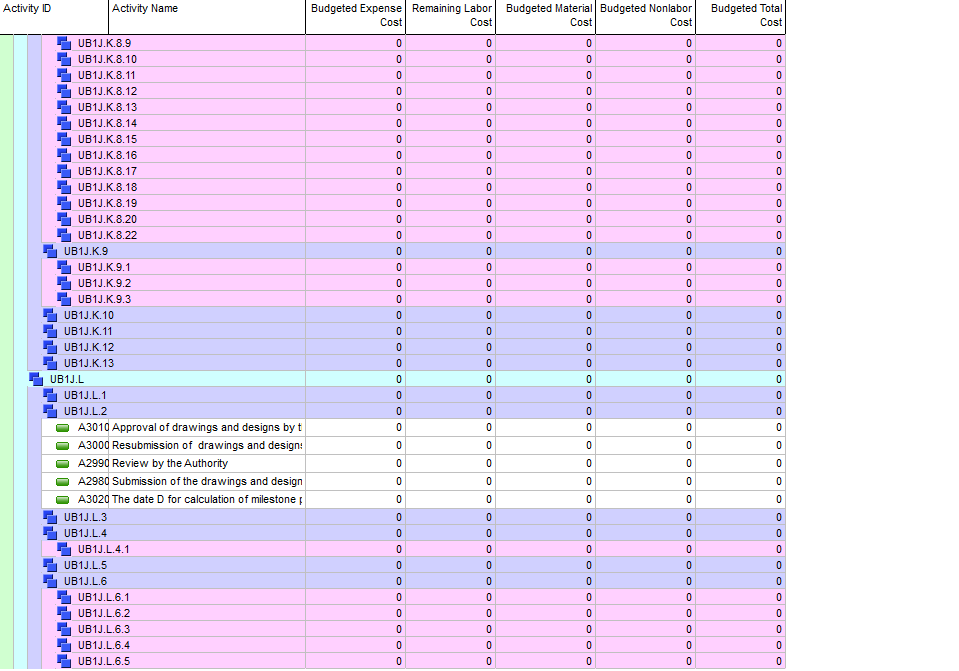 Activity ID Activity Name Budgeted Expense Cost Remaining Labor Cost Budgeted Material Cost Budgeted Nonlabor Cost Budgeted Total Cost
UB1J.K.8.9 0 0 0 0 0
UB1J.K.8.10 0 0 0 0 0
UB1J.K.8.11 0 0 0 0 0
UB1J.K.8.12 0 0 0 0 0
UB1J.K.8.13 0 0 0 0 0
UB1J.K.8.14 0 0 0 0 0
UB1J.K.8.15 0 0 0 0 0
UB1J.K.8.16 0 0 0 0 0
UB1J.K.8.17 0 0 0 0 0
UB1J.K.8.18 0 0 0 0 0
UB1J.K.8.19 0 0 0 0 0
UB1J.K.8.20 0 0 0 0 0
UB1J.K.8.22 0 0 0 0 0
UB1J.K.9 0 0 0 0 0
UB1J.K.9.1 0 0 0 0 0
UB1J.K.9.2 0 0 0 0 0
UB1J.K.9.3 0 0 0 0 0
UB1J.K.10 0 0 0 0 0
UB1J.K.11 0 0 0 0 0
UB1J.K.12 0 0 0 0 0
UB1J.K.13 0 0 0 0 0
UB1J.L 0 0 0 0 0
UB1J.L.1 0 0 0 0 0
UB1J.L.2 0 0 0 0 0
A3010 Approval of drawings and designs by t 0 0 0 0 0
A3000 Resubmission of drawings and designs 0 0 0 0 0
A2990 Review by the Authority 0 0 0 0 0
A2980 Submission of the drawings and design 0 0 0 0 0
A3020 The date D for calculation of milestone p 0 0 0 0 0
UB1J.L.3 0 0 0 0 0
UB1J.L.4 0 0 0 0 0
UB1J.L.4.1 0 0 0 0 0
UB1J.L.5 0 0 0 0 0
UB1J.L.6 0 0 0 0 0
UB1J.L.6.1 0 0 0 0 0
UB1J.L.6.2 0 0 0 0 0
UB1J.L.6.3 0 0 0 0 0
UB1J.L.6.4 0 0 0 0 0
UB1J.L.6.5 0 0 0 0 0